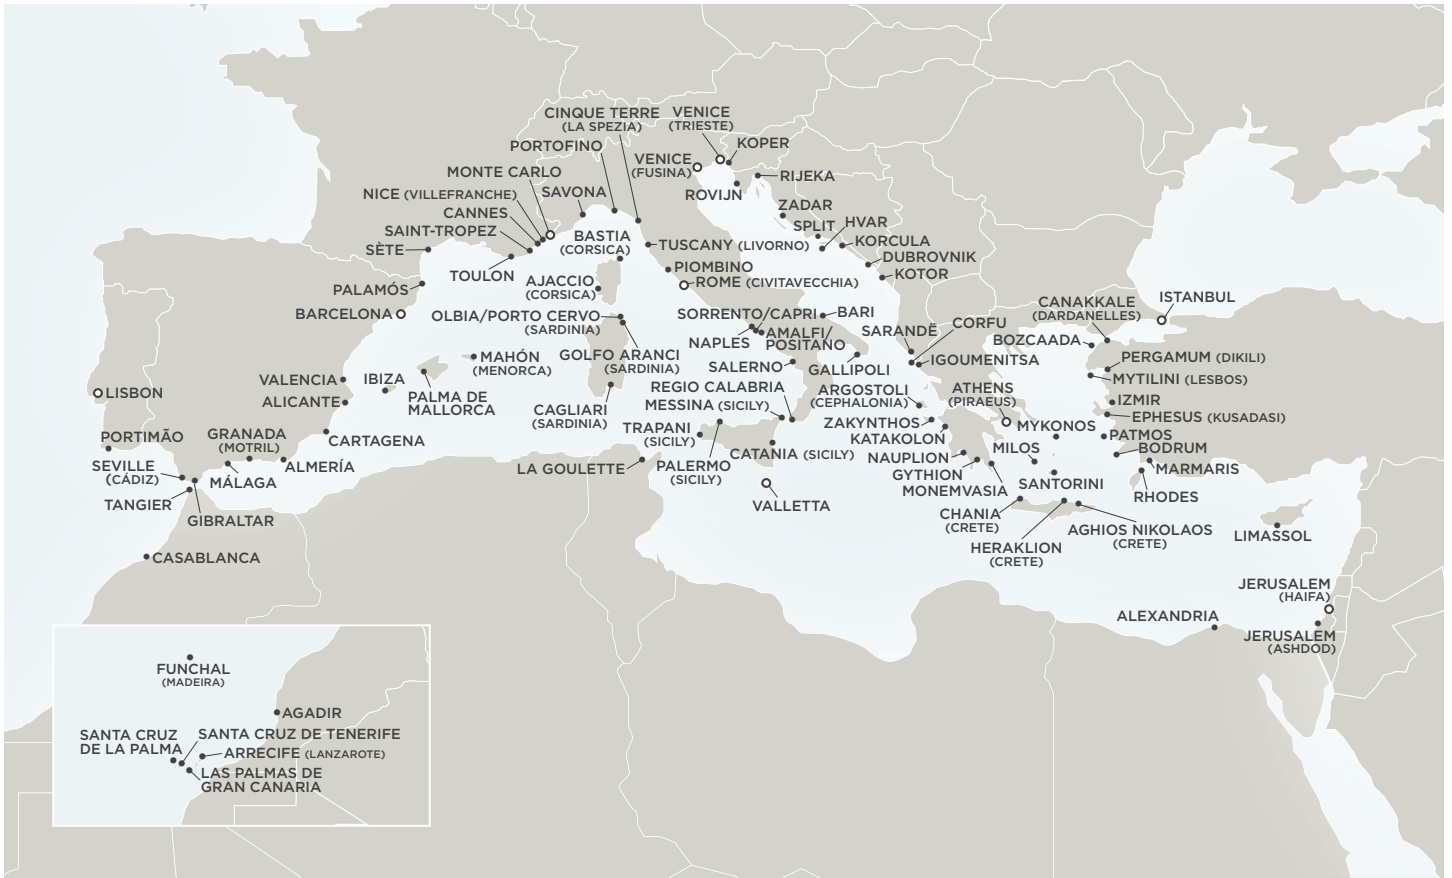 CINQUE TERRE
(LA SPEZIA)
VENICE
(TRIESTE)
PORTOFINO
KOPER
VENICE
(FUSINA)
MONTE CARLO
RIJEKA
NICE (VILLEFRANCHE)
SAVONA
ROVIJN
CANNES
ZADAR
SAINT-TROPEZ
SPLIT
HVAR
BASTIA
(CORSICA)
SÈTE
TUSCANY (LIVORNO)
KORCULA
DUBROVNIK
TOULON
PIOMBINO
KOTOR
PALAMÓS
AJACCIO
(CORSICA)
ROME (CIVITAVECCHIA)
BARCELONA
OLBIA/PORTO CERVO
(SARDINIA)
SORRENTO/CAPRI
BARI
CANAKKALE
(DARDANELLES)
ISTANBUL
NAPLES
AMALFI/
POSITANO
SARANDË
CORFU
BOZCAADA
MAHÓN
(MENORCA)
GOLFO ARANCI
(SARDINIA)
SALERNO
GALLIPOLI
IGOUMENITSA
PERGAMUM (DIKILI)
VALENCIA
IBIZA
MYTILINI (LESBOS)
LISBON
PALMA DE
MALLORCA
REGIO CALABRIA
ARGOSTOLI
(CEPHALONIA)
ATHENS
(PIRAEUS)
IZMIR
ALICANTE
CAGLIARI
(SARDINIA)
MESSINA (SICILY)
EPHESUS (KUSADASI)
TRAPANI
(SICILY)
ZAKYNTHOS
MYKONOS
PORTIMÃO
GRANADA
(MOTRIL)
CARTAGENA
KATAKOLON
PATMOS
MILOS
BODRUM
CATANIA (SICILY)
NAUPLION
SEVILLE
(CÁDIZ)
ALMERÍA
LA GOULETTE
PALERMO
(SICILY)
GYTHION
MARMARIS
MÁLAGA
MONEMVASIA
SANTORINI
RHODES
TANGIER
VALLETTA
GIBRALTAR
CHANIA
(CRETE)
AGHIOS NIKOLAOS
(CRETE)
LIMASSOL
HERAKLION
(CRETE)
CASABLANCA
JERUSALEM
(HAIFA)
ALEXANDRIA
JERUSALEM
(ASHDOD)
FUNCHAL
(MADEIRA)
AGADIR
SANTA CRUZ
DE LA PALMA
SANTA CRUZ DE TENERIFE
ARRECIFE (LANZAROTE)
LAS PALMAS DE
GRAN CANARIA